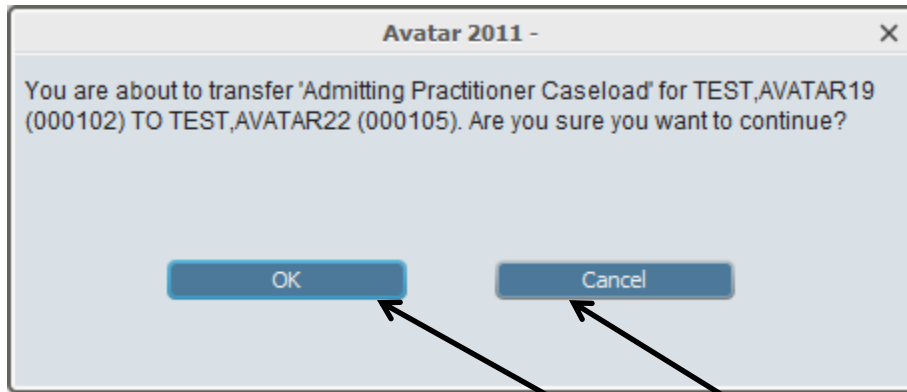 Avatar 2011 -
You are about to transfer 'Admitting Practitioner Caseload' for TEST,AVATAR19
(000102) TO TEST,AVATAR22 (000105). Are you sure you want to continue?
OK
Cancel